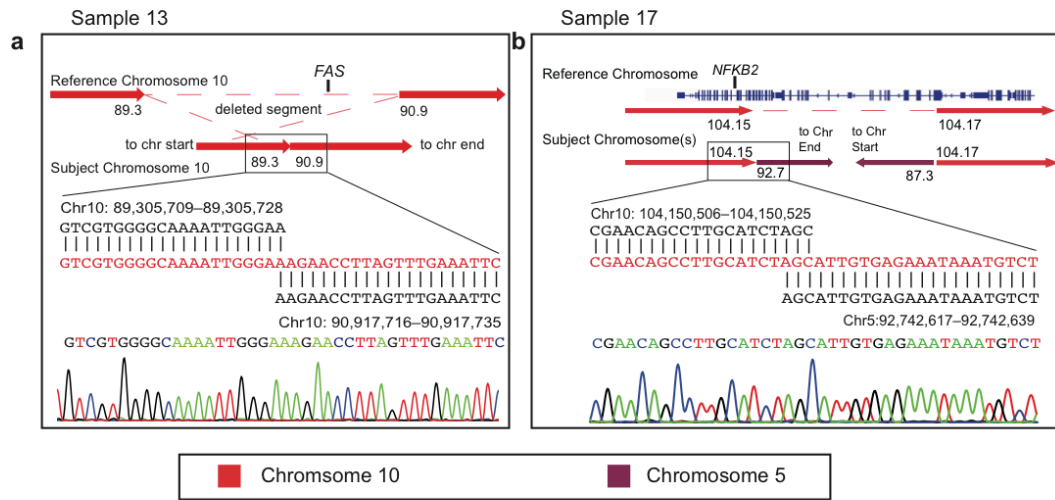 Sample 13
a
Reference Chromosome 10
FAS
89.3
deleted segment
90.9
to chr start
to chr end
89.3
90.9
Subject Chromosome 10
Chr10: 89,305,709–89,305,728
GTCGTGGGGCAAAATTGGGAA
GTCGTGGGGCAAAATTGGGAAAGAACCTTAGTTTGAAATTC
AAGAACCTTAGTTTGAAATTC
Chr10: 90,917,716–90,917,735
GTCGTGGGGCAAAATTGGGAAAGAACCTTAGTTTGAAATTC
Sample 17
b
Reference Chromosome
NFKB2
104.15
104.17
Subject Chromosome(s)
104.15
to Chr
End
to Chr
Start
104.17
92.7
87.3
Chr10: 104,150,506–104,150,525
CGAACAGCCTTGCATCTAGC
CGAACAGCCTTGCATCTAGCATTGTGAGAAATAAATGTCT
AGCATTGTGAGAAATAAATGTCT
Chr5:92,742,617–92,742,639
CGAACAGCCTTGCATCTAGCATTGTGAGAAATAAATGTCT
Chromsome 10
Chromosome 5